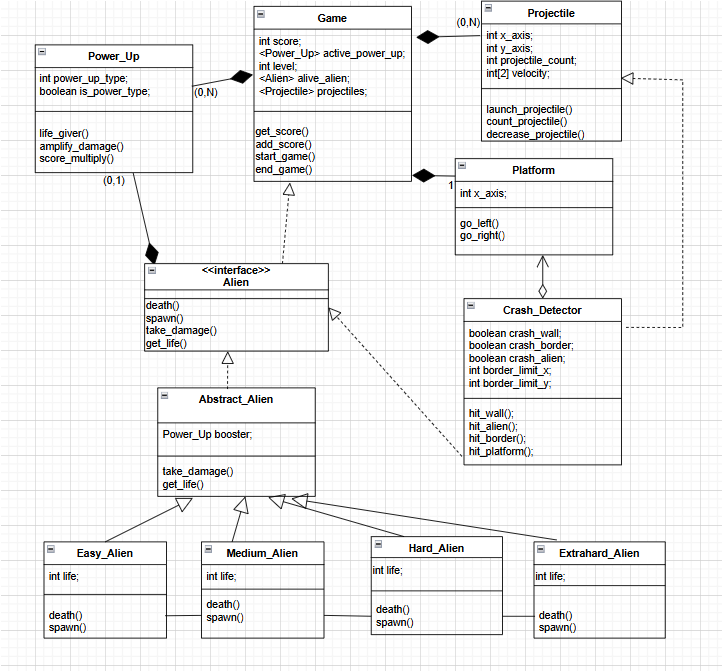 Game
int score;
<Power_Up> active_power_up;
int level;
<Alien> alive_alien;
<Projectile> projectiles;
get_score()
add_score()
start_game()
end_game()
Projectile
int x_axis;
int y_axis;
int projectile_count;
int[2] velocity;
launch_projectile()
count_projectile()
decrease_projectile()
(0,N)
Power_Up
int power_up_type;
boolean is_power_type;
life_giver()
amplify_damage()
score_multiply()
(0,N)
(0,1)
Platform
int x_axis;
go_left()
go_right()
1
<<interface>>
Alien
death()
spawn()
take_damage()
get_life()
Crash_Detector
boolean crash_wall;
boolean crash_border;
boolean crash_alien;
int border_limit_x;
int border_limit_y;
hit_wall();
hit_alien();
hit_border();
hit_platform();
Abstract_Alien
Power_Up booster;
take_damage()
get_life()
Easy_Alien
int life;
death()
spawn()
Medium_Alien
int life;
death()
spawn()
Hard_Alien
int life;
death()
spawn()
Extrahard_Alien
int life;
death()
spawn()